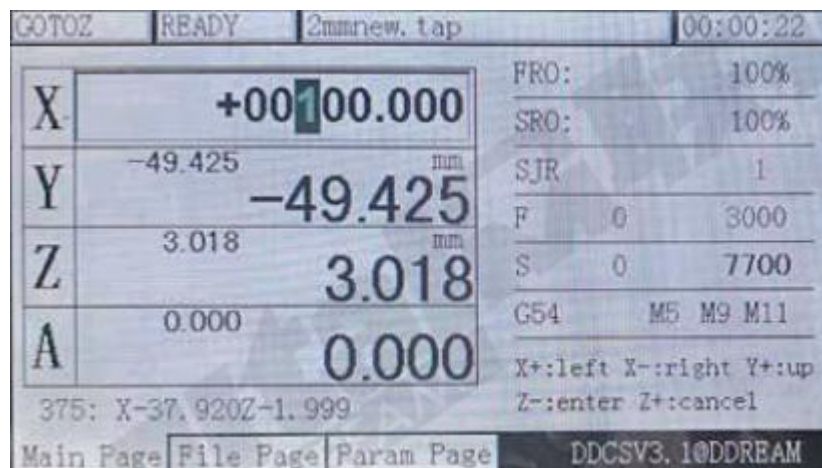 GOTOZ READY 2mmnew.tap 00:00:22
X +00100.000
FRO: 100%
SRO: 100%
Y -49.425 mm -49.425
SJR 1
F 0 3000
Z 3.018 mm 3.018
S 0 7700
G54 M5 M9 M11
A 0.000 0.000
X+:left X-:right Y+:up
Z-:enter Z+:cancel
375: X-37.920Z-1.999
Main Page File Page Param Page DDCSV3.1@DDREAM